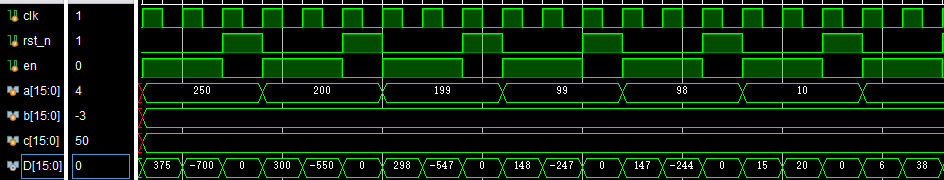 clk 1
rst_n 1
en 0
a[15:0] 4 250 200 199 99 98 10
b[15:0] -3
c[15:0] 50
D[15:0] 0 375 -700 0 300 -550 0 298 -547 0 148 -247 0 147 -244 0 15 20 0 6 38